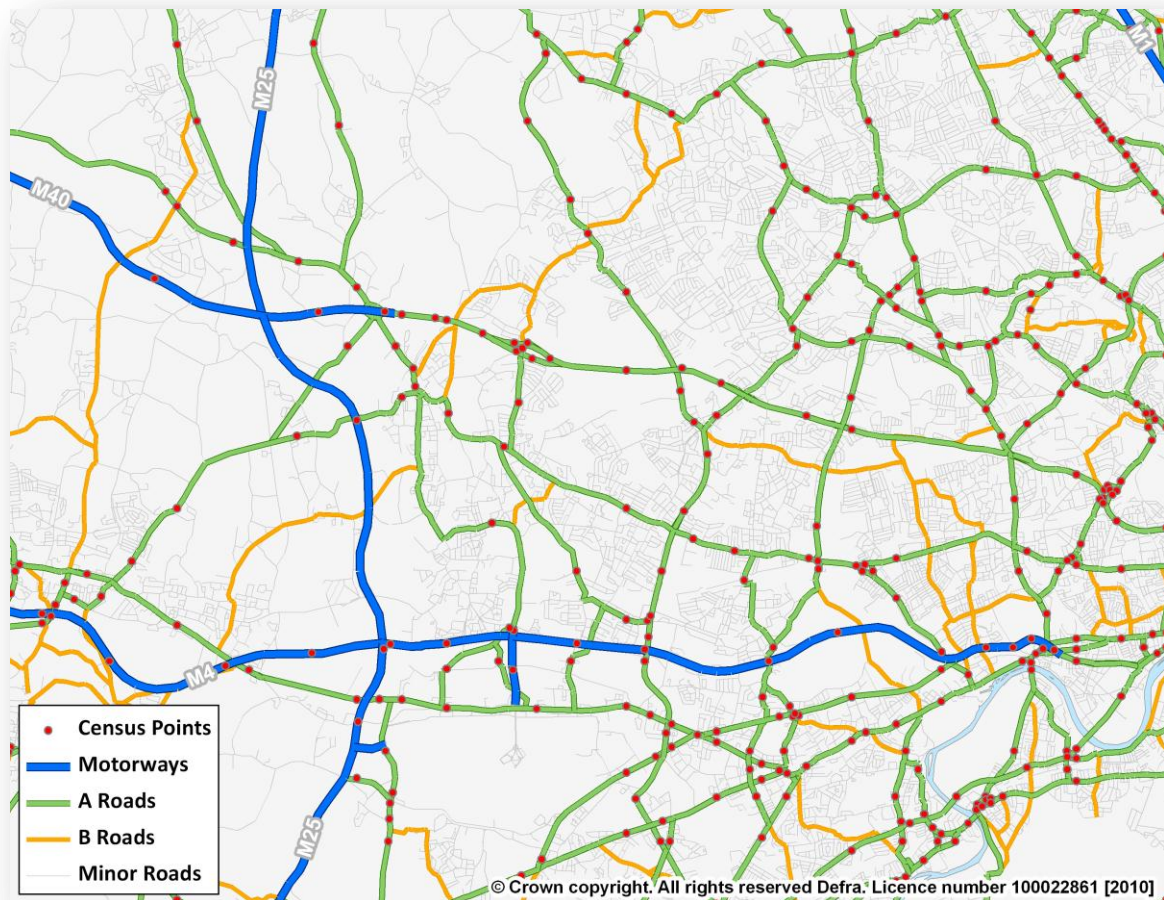 M25
M1
M40
M4
M25
Census Points
Motorways
A Roads
B Roads
Minor Roads
© Crown copyright. All rights reserved Defra. Licence number 100022861 [2010]